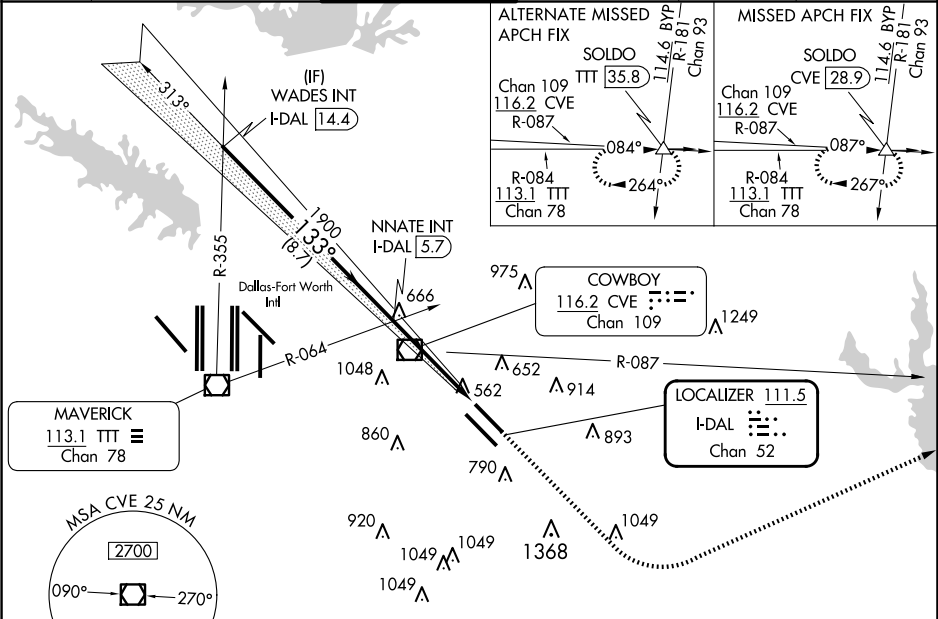 ALTERNATE MISSED
APCH FIX
SOLDO
TTT 35.8
114.6 BYP
R-181
Chan 93
Chan 109
116.2 CVE
R-087
084°
264°
R-084
113.1 TTT
Chan 78
MISSED APCH FIX
SOLDO
CVE 28.9
114.6 BYP
R-181
Chan 93
Chan 109
116.2 CVE
R-087
087°
267°
R-084
113.1 TTT
Chan 78
313°
(IF)
WADES INT
I-DAL 14.4
1900
133°
(8.7)
R-355
NNATE INT
I-DAL 5.7
Dallas-Fort Worth
Intl
666
975
COWBOY
116.2 CVE
Chan 109
1249
R-064
R-087
1048
652
562
914
MAVERICK
113.1 TTT
Chan 78
LOCALIZER 111.5
I-DAL
Chan 52
860
893
790
MSA CVE 25 NM
2700
090°
270°
920
1049
1049
1049
1368
1049